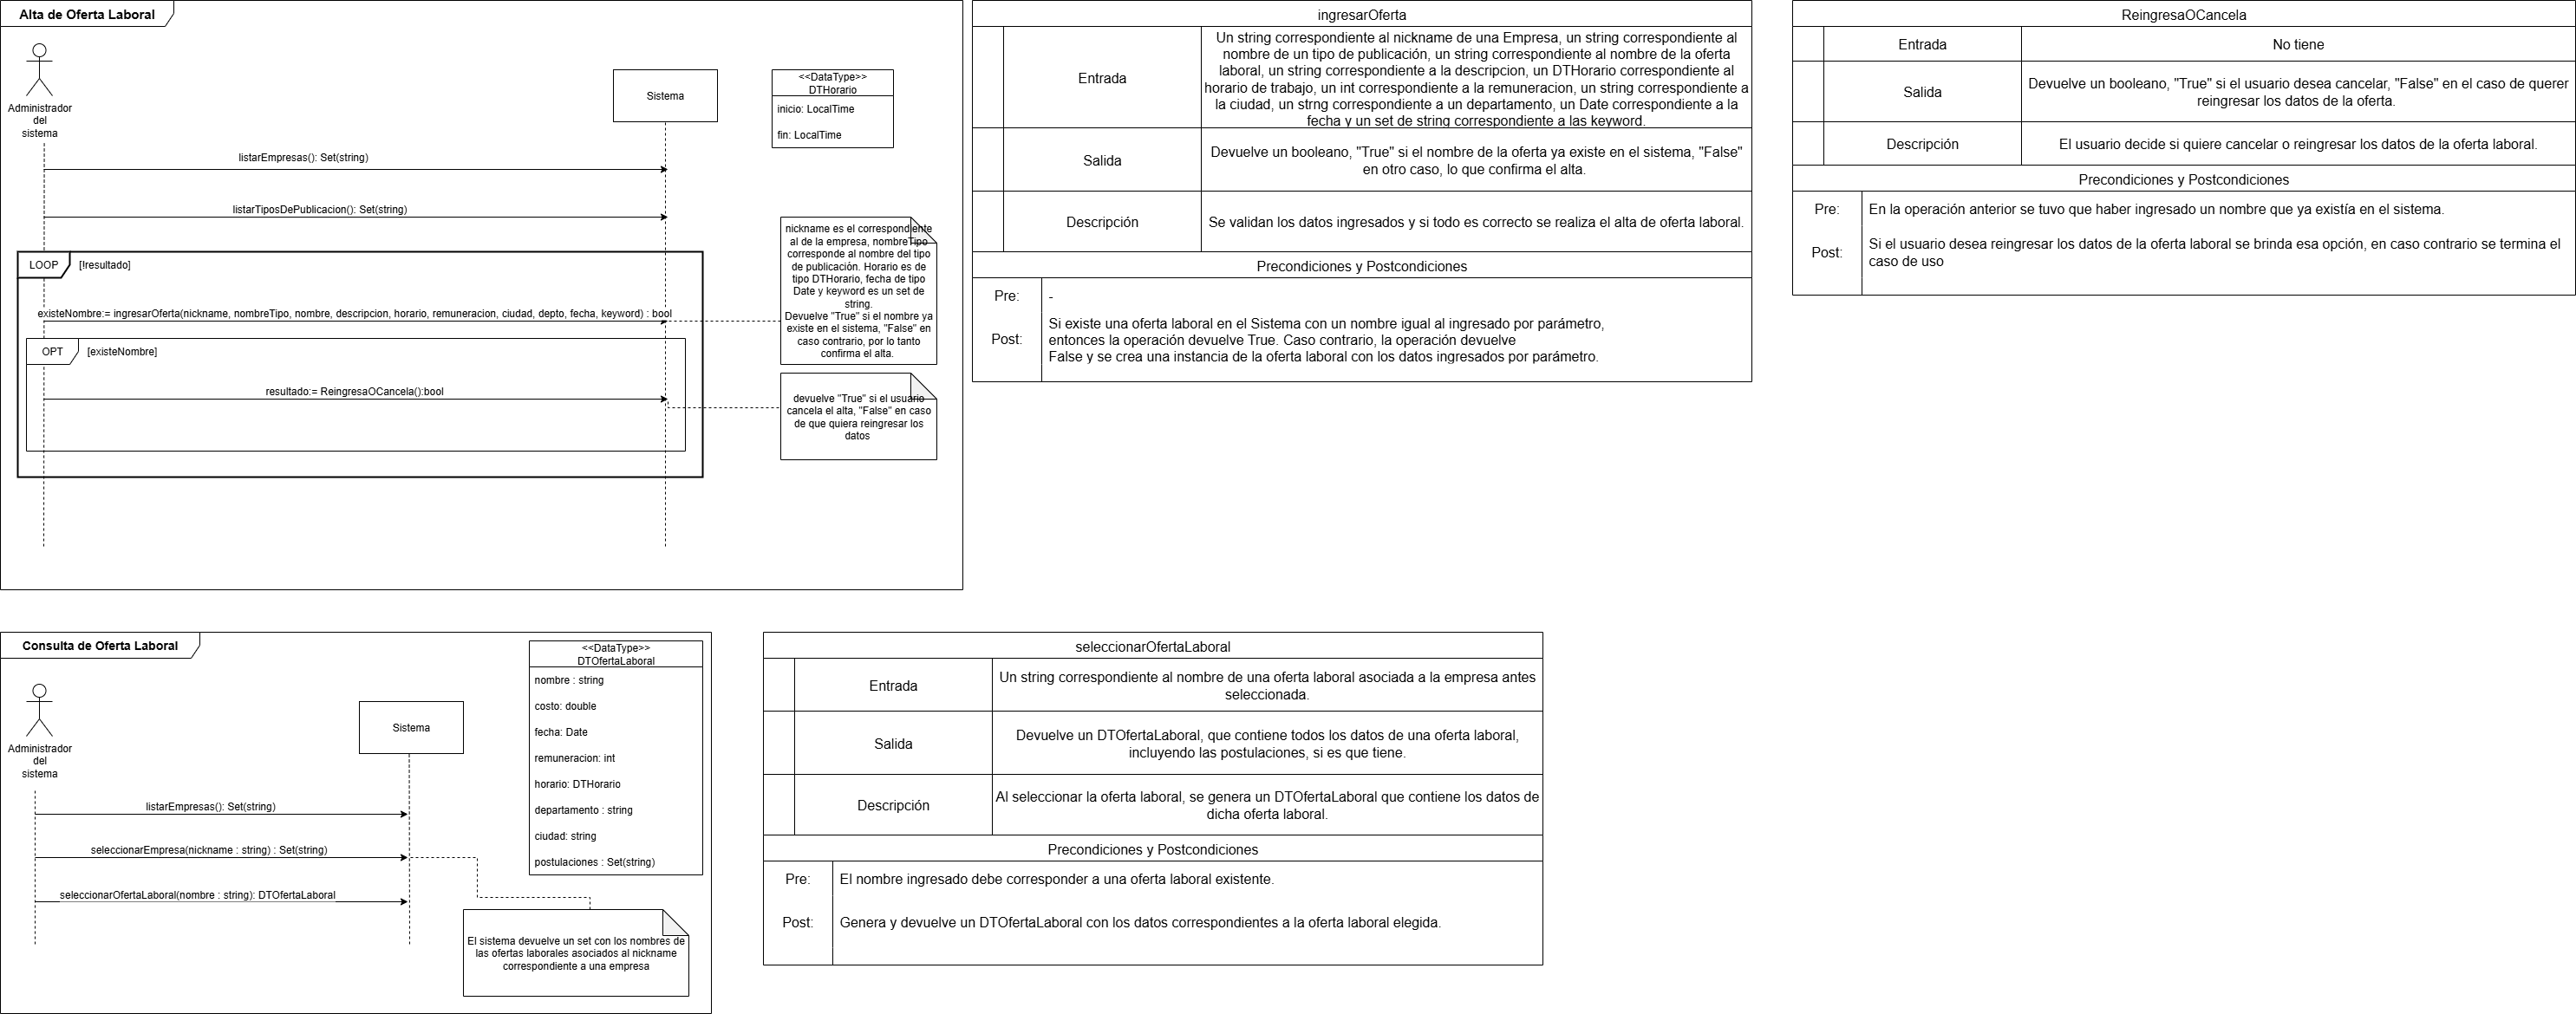 Alta de Oferta Laboral
Administrador
del
sistema
Sistema
<<DataType>>
DTHorario
inicio: LocalTime
fin: LocalTime
listarEmpresas(): Set(string)
listarTiposDePublicacion(): Set(string)
LOOP
[!resultado]
existeNombre:= ingresarOferta(nickname, nombreTipo, nombre, descripcion, horario, remuneracion, ciudad, depto, fecha, keyword) : bool
OPT
[existeNombre]
resultado:= ReingresaOCancela():bool
nickname es el correspondiente
al de la empresa, nombreTipo
corresponde al nombre del tipo
de publicación. Horario es de
tipo DTHorario, fecha de tipo
Date y keyword es un set de
string.
Devuelve "True" si el nombre ya
existe en el sistema, "False" en
caso contrario, por lo tanto
confirma el alta.
devuelve "True" si el usuario
cancela el alta, "False" en caso
de que quiera reingresar los
datos
ingresarOferta
Entrada
Un string correspondiente al nickname de una Empresa, un string correspondiente al
nombre de un tipo de publicación, un string correspondiente al nombre de la oferta
laboral, un string correspondiente a la descripcion, un DTHorario correspondiente al
horario de trabajo, un int correspondiente a la remuneracion, un string correspondiente a
la ciudad, un strng correspondiente a un departamento, un Date correspondiente a la
fecha y un set de string correspondiente a las keyword.
Salida
Devuelve un booleano, "True" si el nombre de la oferta ya existe en el sistema, "False"
en otro caso, lo que confirma el alta.
Descripción
Se validan los datos ingresados y si todo es correcto se realiza el alta de oferta laboral.
Precondiciones y Postcondiciones
Pre:
-
Post:
Si existe una oferta laboral en el Sistema con un nombre igual al ingresado por parámetro,
entonces la operación devuelve True. Caso contrario, la operación devuelve
False y se crea una instancia de la oferta laboral con los datos ingresados por parámetro.
ReingresaOCancela
Entrada
No tiene
Salida
Devuelve un booleano, "True" si el usuario desea cancelar, "False" en el caso de querer
reingresar los datos de la oferta.
Descripción
El usuario decide si quiere cancelar o reingresar los datos de la oferta laboral.
Precondiciones y Postcondiciones
Pre:
En la operación anterior se tuvo que haber ingresado un nombre que ya existía en el sistema.
Post:
Si el usuario desea reingresar los datos de la oferta laboral se brinda esa opción, en caso contrario se termina el
caso de uso
Consulta de Oferta Laboral
Administrador
del
sistema
Sistema
<<DataType>>
DTOfertaLaboral
nombre : string
costo: double
fecha: Date
remuneracion: int
horario: DTHorario
departamento : string
ciudad: string
postulaciones : Set(string)
listarEmpresas(): Set(string)
seleccionarEmpresa(nickname : string) : Set(string)
seleccionarOfertaLaboral(nombre : string): DTOfertaLaboral
El sistema devuelve un set con los nombres de
las ofertas laborales asociados al nickname
correspondiente a una empresa
seleccionarOfertaLaboral
Entrada
Un string correspondiente al nombre de una oferta laboral asociada a la empresa antes
seleccionada.
Salida
Devuelve un DTOfertaLaboral, que contiene todos los datos de una oferta laboral,
incluyendo las postulaciones, si es que tiene.
Descripción
Al seleccionar la oferta laboral, se genera un DTOfertaLaboral que contiene los datos de
dicha oferta laboral.
Precondiciones y Postcondiciones
Pre:
El nombre ingresado debe corresponder a una oferta laboral existente.
Post:
Genera y devuelve un DTOfertaLaboral con los datos correspondientes a la oferta laboral elegida.